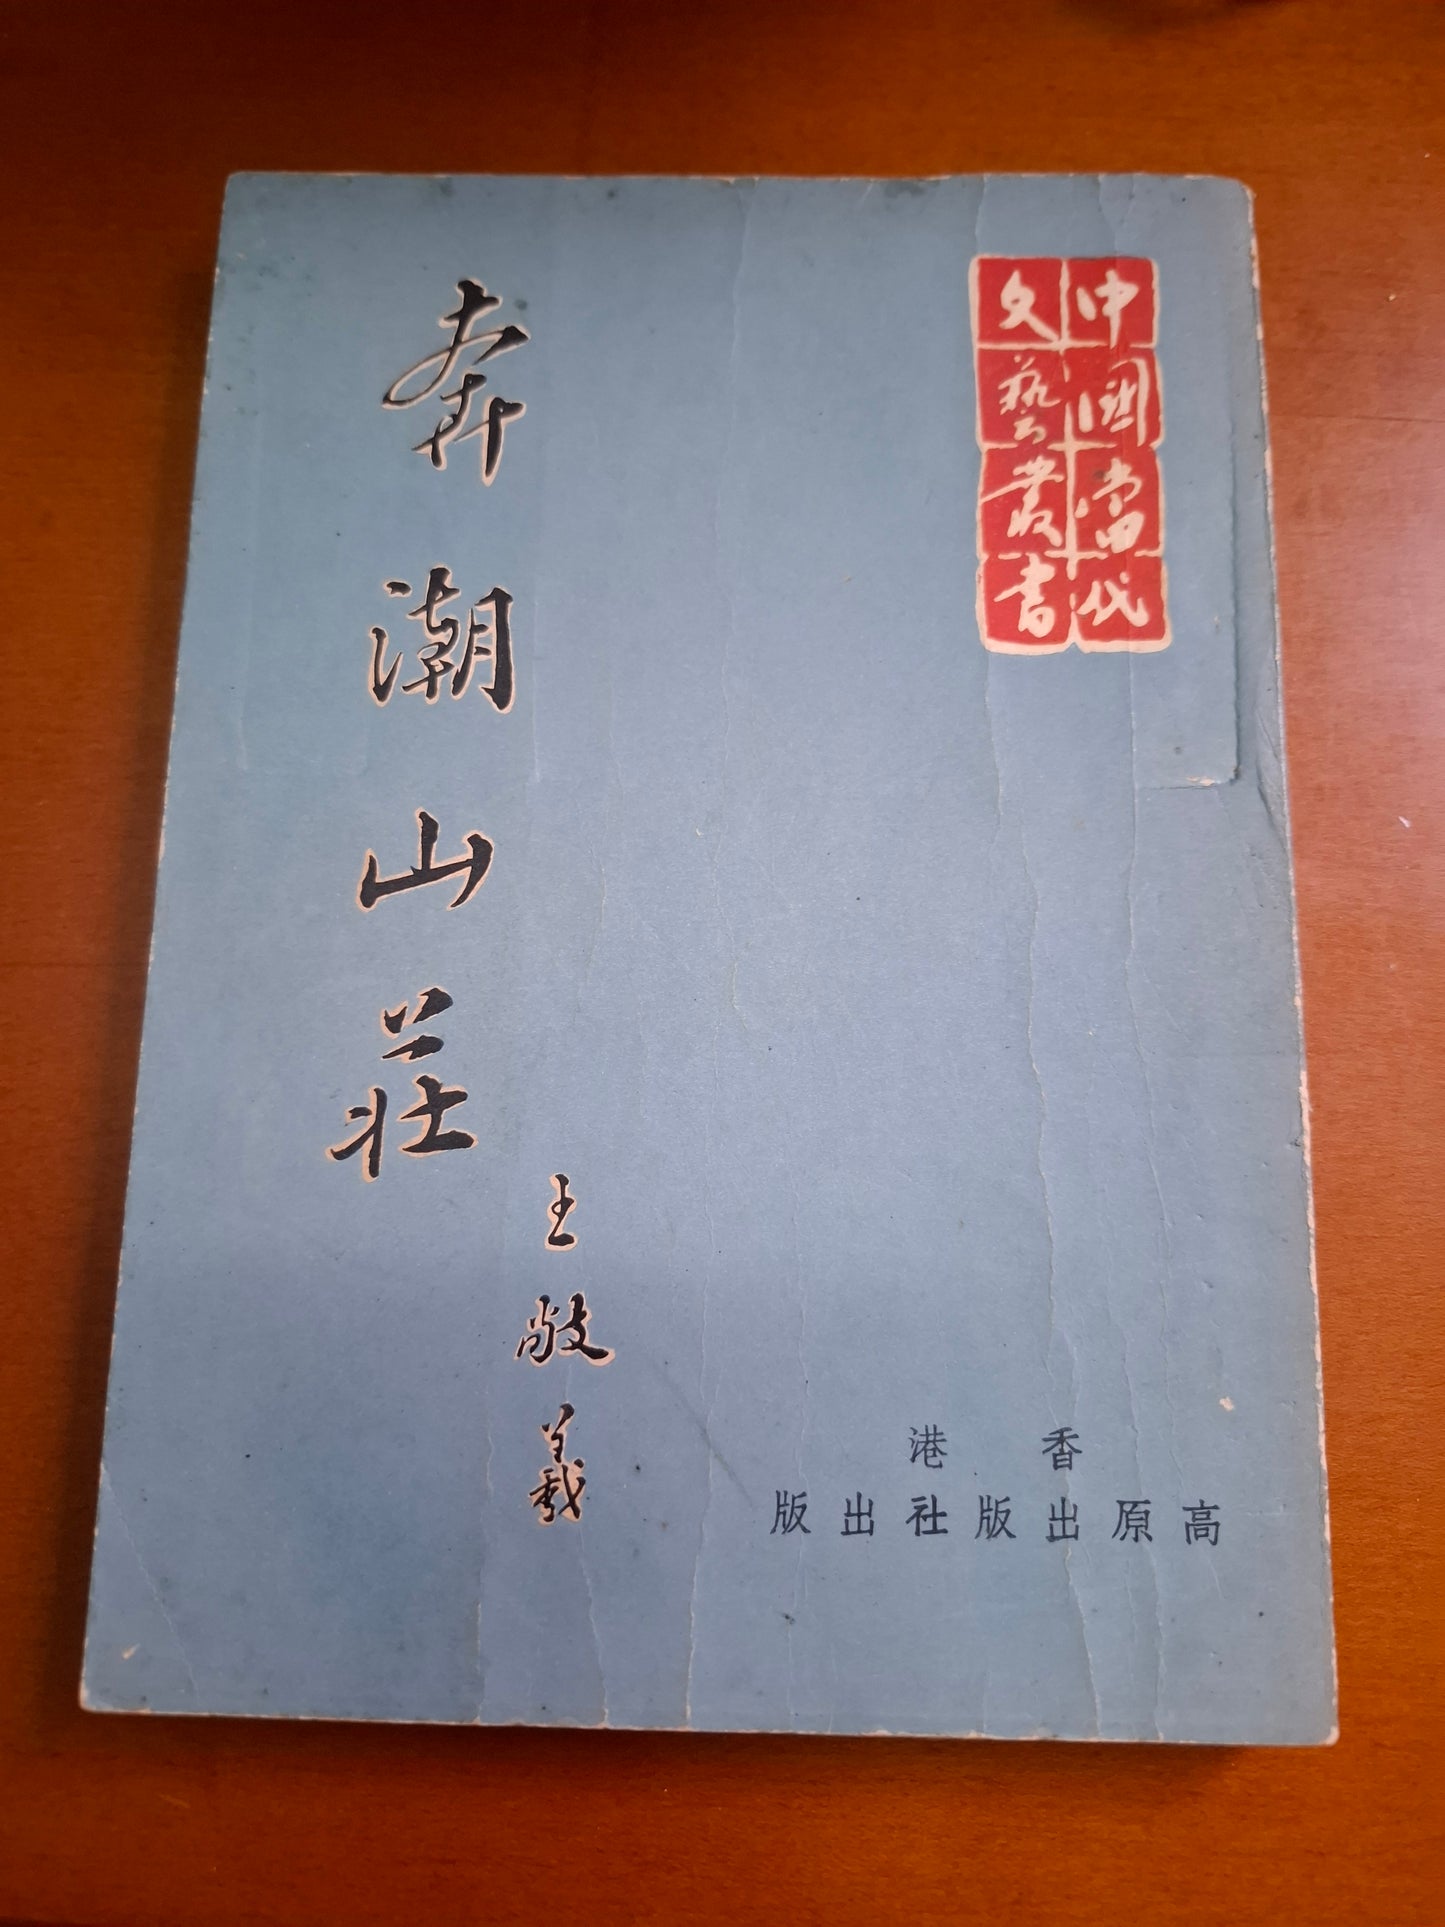 中國當代
文藝叢書
奔潮山莊
王敬羲
香港
高原出版社出版